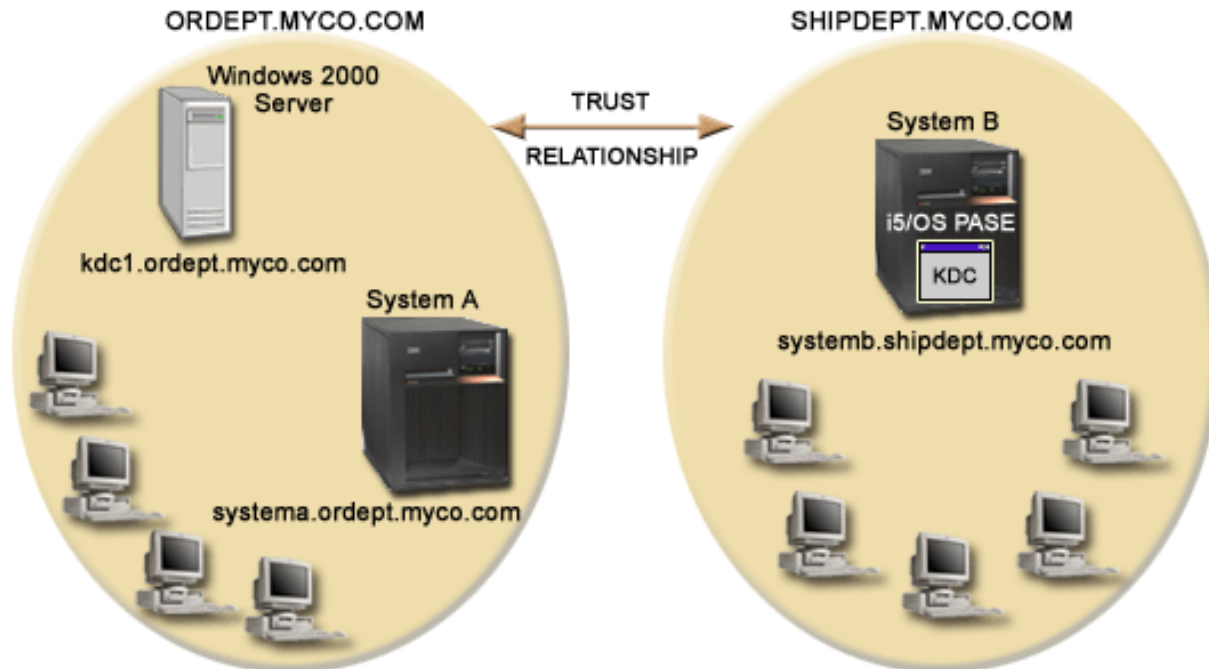 ORDEPT.MYCO.COM
Windows 2000
Server
kdc1.ordept.myco.com
System A
systema.ordept.myco.com
TRUST
RELATIONSHIP
SHIPDEPT.MYCO.COM
System B
i5/OS PASE
KDC
systemb.shipdept.myco.com